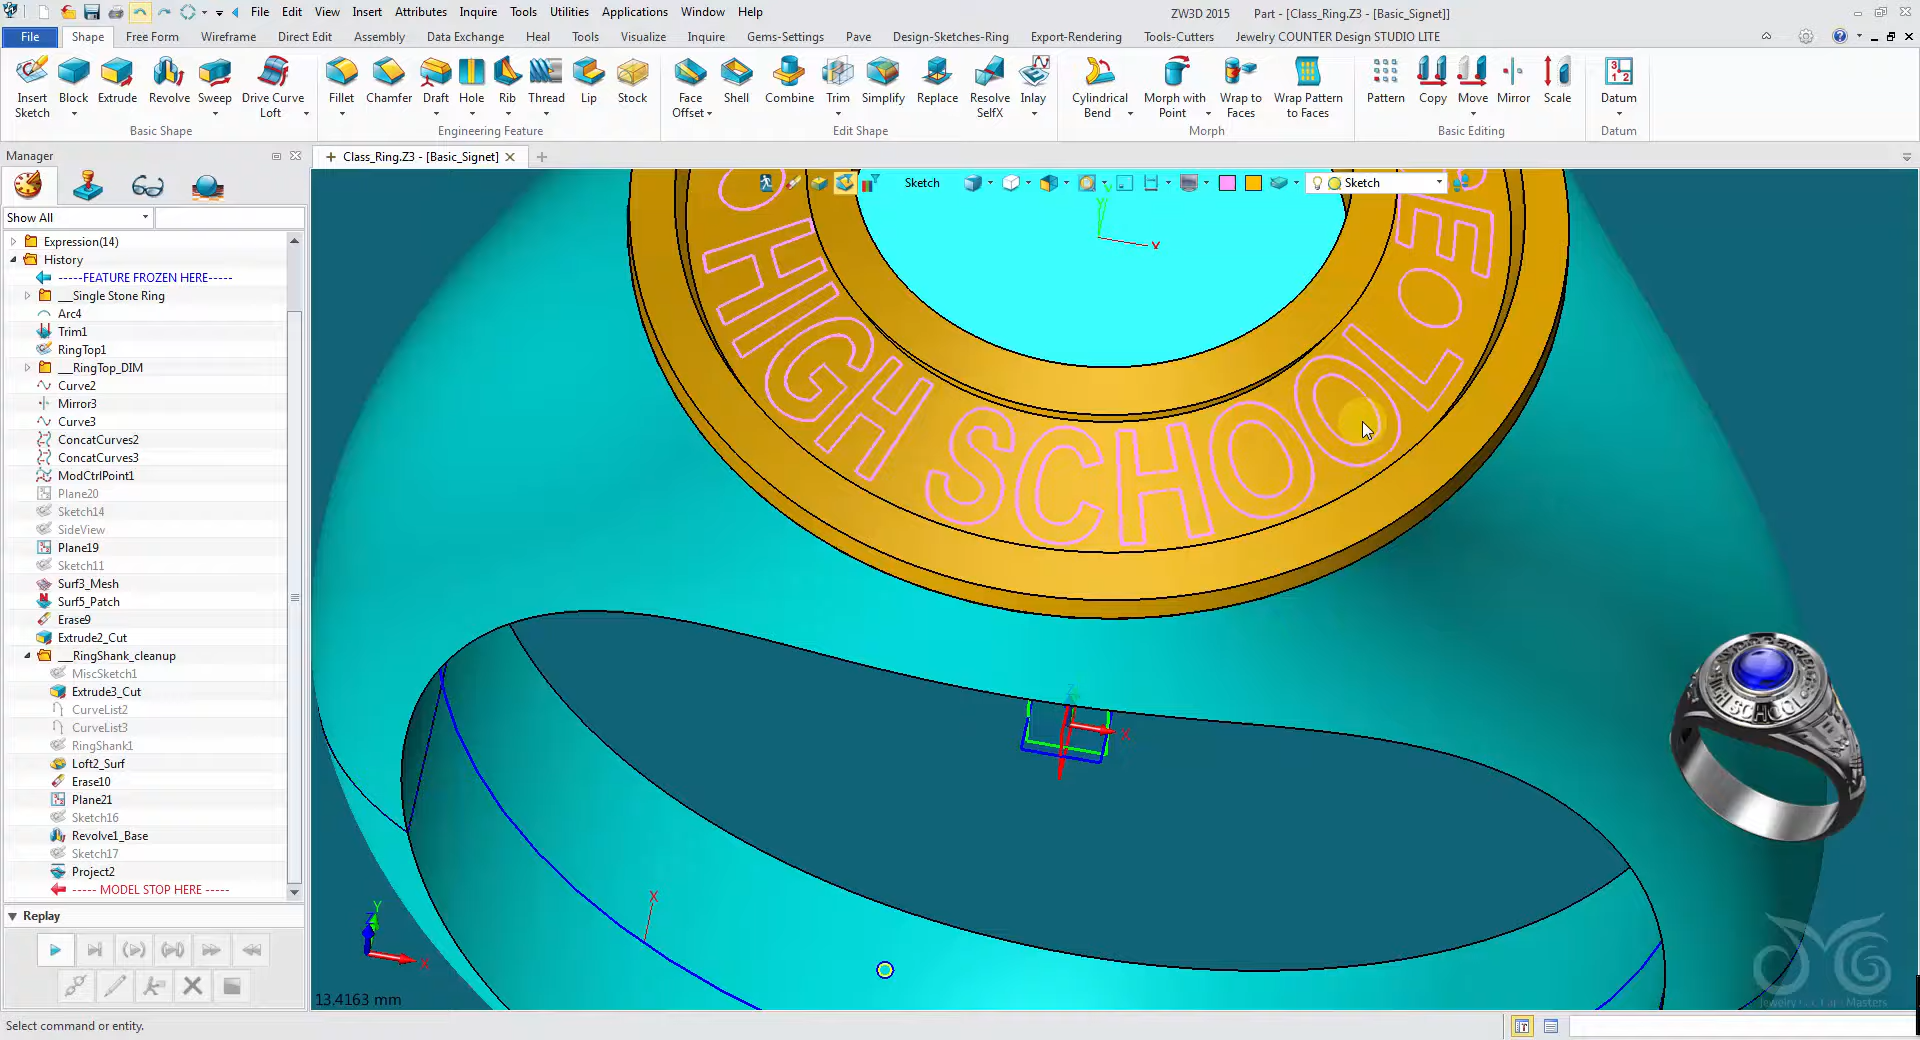 File Edit View Insert Attributes Inquire Tools Utilities Applications Window Help
ZW3D 2015 Part - [Class_Ring.Z3 - [Basic_Signet]]
File Shape Free Form Wireframe Direct Edit Assembly Data Exchange Heal Tools Visualize Inquire Gems-Settings Pave Design-Sketches-Ring Export-Rendering Tools-Cutters Jewelry COUNTER Design STUDIO LITE
Insert Sketch Block Extrude Revolve Sweep Drive Curve Loft Fillet Chamfer Draft Hole Rib Thread Lip Stock Face Offset Shell Combine Trim Simplify Replace Resolve SelfX Inlay Cylindrical Bend Morph with Point Wrap to Faces Wrap Pattern to Faces Pattern Copy Move Mirror Scale Datum
Basic Shape Engineering Feature Edit Shape Morph Basic Editing Datum
Manager
Class_Ring.Z3 - [Basic_Signet]
Show All
Sketch
Sketch
Expression(14)
History
-----FEATURE FROZEN HERE-----
__Single Stone Ring
Arc4
Trim1
RingTop1
__RingTop_DIM
Curve2
Mirror3
Curve3
ConcatCurves2
ConcatCurves3
ModCtrlPoint1
Plane20
Sketch14
SideView
Plane19
Sketch11
Surf3_Mesh
Surf5_Patch
Erase9
Extrude2_Cut
__RingShank_cleanup
MiscSketch1
Extrude3_Cut
CurveList2
CurveList3
RingShank1
Loft2_Surf
Erase10
Plane21
Sketch16
Revolve1_Base
Sketch17
Project2
----- MODEL STOP HERE -----
Replay
HIGH SCHOOL
HIGH SCHOOL
Y
X
X
X
Y
Z
X
13.4163 mm
Select command or entity.